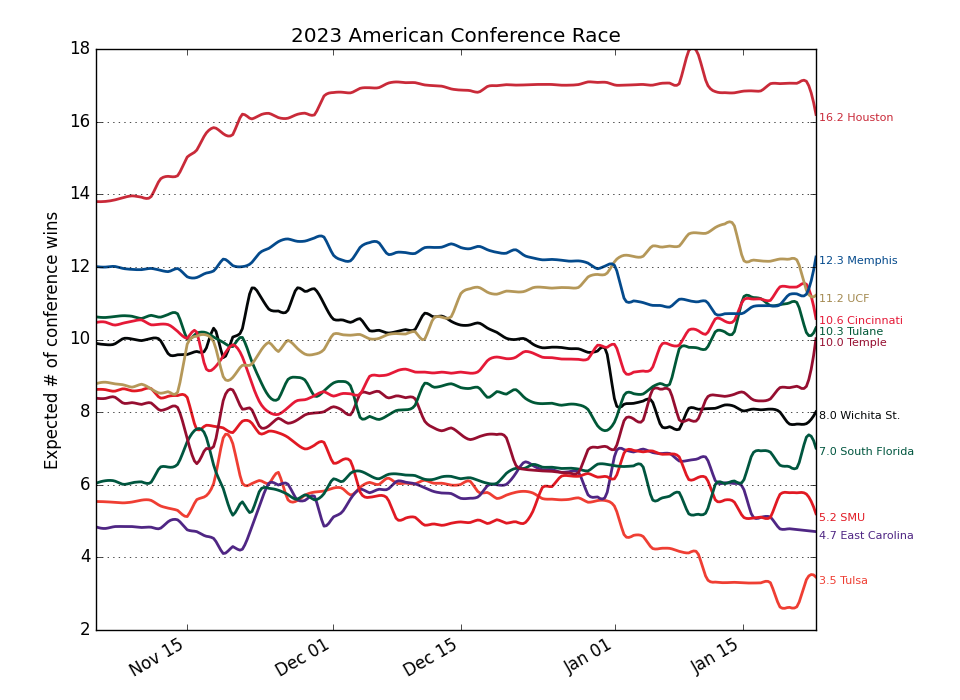 2023 American Conference Race
Expected # of conference wins
18
16
14
12
10
8
6
4
2
16.2 Houston
12.3 Memphis
11.2 UCF
10.6 Cincinnati
10.3 Tulane
10.0 Temple
8.0 Wichita St.
7.0 South Florida
5.2 SMU
4.7 East Carolina
3.5 Tulsa
Nov 15
Dec 01
Dec 15
Jan 01
Jan 15